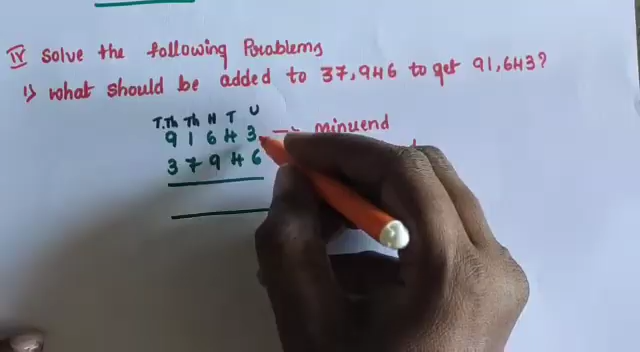 IV Solve the following Problems
1) What should be added to 37,946 to get 91,643?
T.Th Th H T U
9 1 6 4 3 → minuend
3 7 9 4 6